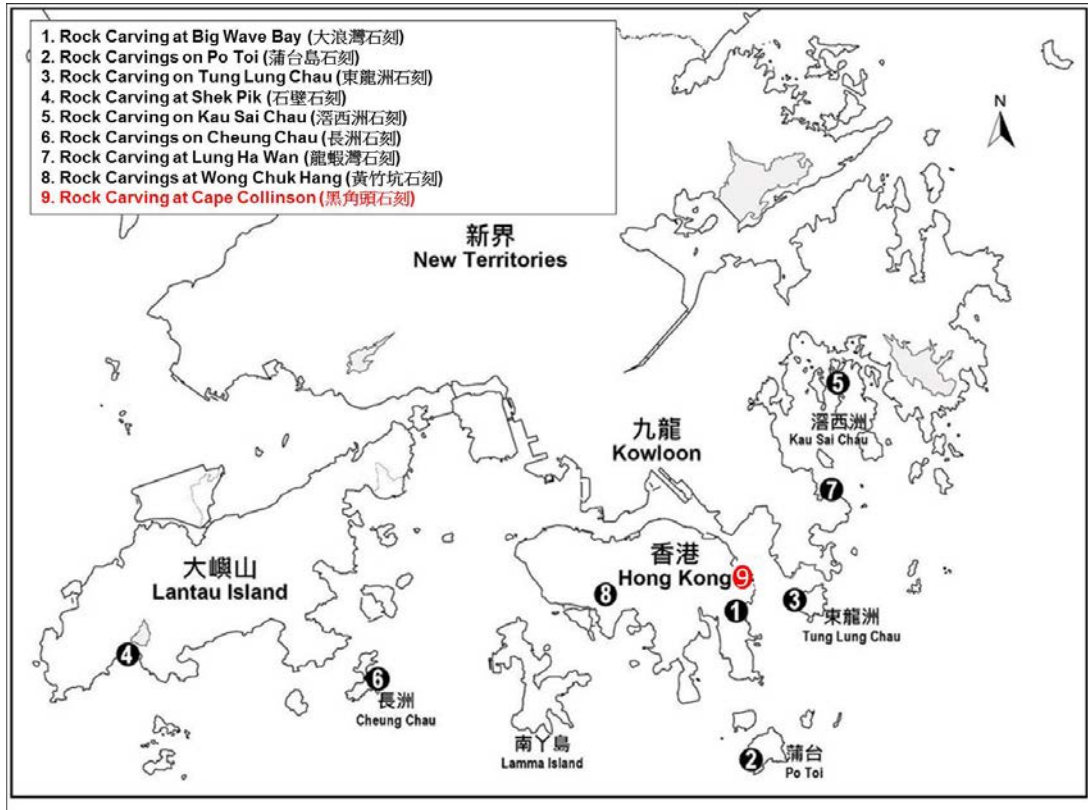 1. Rock Carving at Big Wave Bay (大浪灣石刻)
2. Rock Carvings on Po Toi (蒲台島石刻)
3. Rock Carving on Tung Lung Chau (東龍洲石刻)
4. Rock Carving at Shek Pik (石壁石刻)
5. Rock Carving on Kau Sai Chau (滘西洲石刻)
6. Rock Carvings on Cheung Chau (長洲石刻)
7. Rock Carving at Lung Ha Wan (龍蝦灣石刻)
8. Rock Carvings at Wong Chuk Hang (黃竹坑石刻)
9. Rock Carving at Cape Collinson (黑角頭石刻)
N
新界
New Territories
5
滘西洲
Kau Sai Chau
九龍
Kowloon
7
大嶼山
Lantau Island
香港
Hong Kong
9
8
1
3
東龍洲
Tung Lung Chau
4
6
長洲
Cheung Chau
南丫島
Lamma Island
2
蒲台
Po Toi